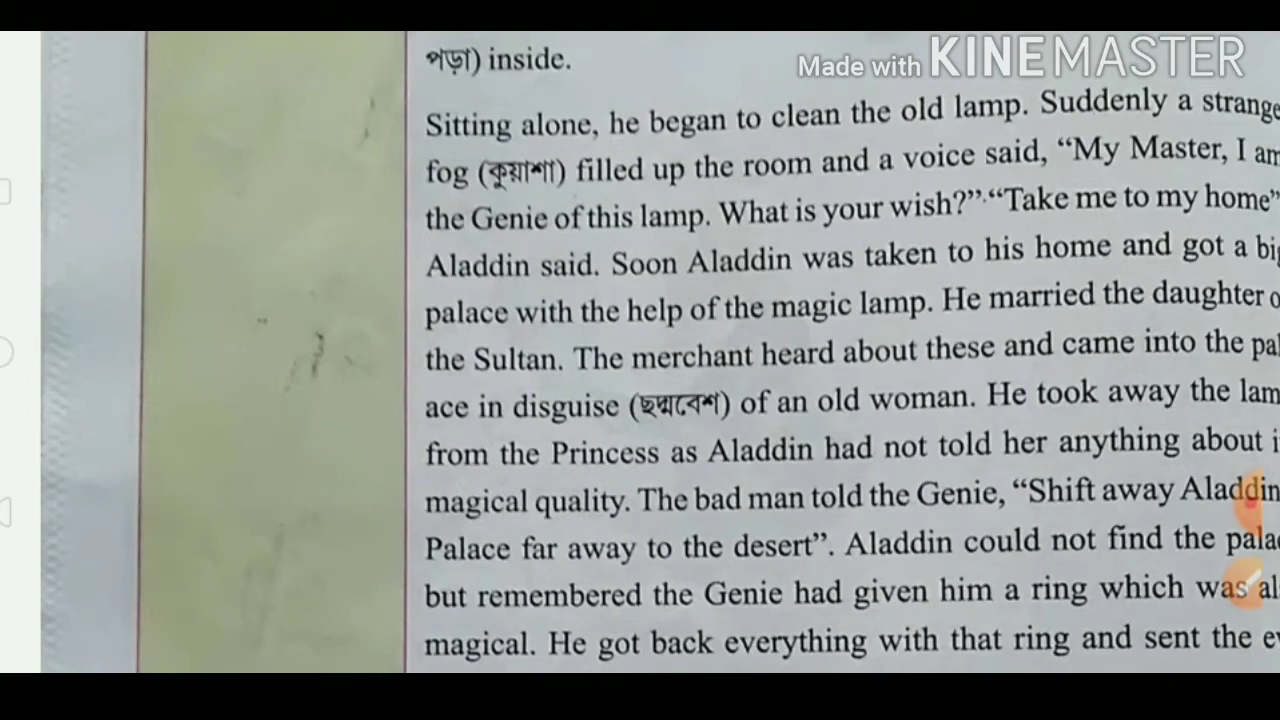 Made with KINEMASTER
পড়া) inside.
Sitting alone, he began to clean the old lamp. Suddenly a strange
fog (কুয়াশা) filled up the room and a voice said, “My Master, I am
the Genie of this lamp. What is your wish?” “Take me to my home”
Aladdin said. Soon Aladdin was taken to his home and got a
palace with the help of the magic lamp. He married the daughter
the Sultan. The merchant heard about these and came into the
ace in disguise (ছদ্মবেশ) of an old woman. He took away the
from the Princess as Aladdin had not told her anything about
magical quality. The bad man told the Genie, “Shift away Aladdin
Palace far away to the desert”. Aladdin could not find the
but remembered the Genie had given him a ring which was
magical. He got back everything with that ring and sent the